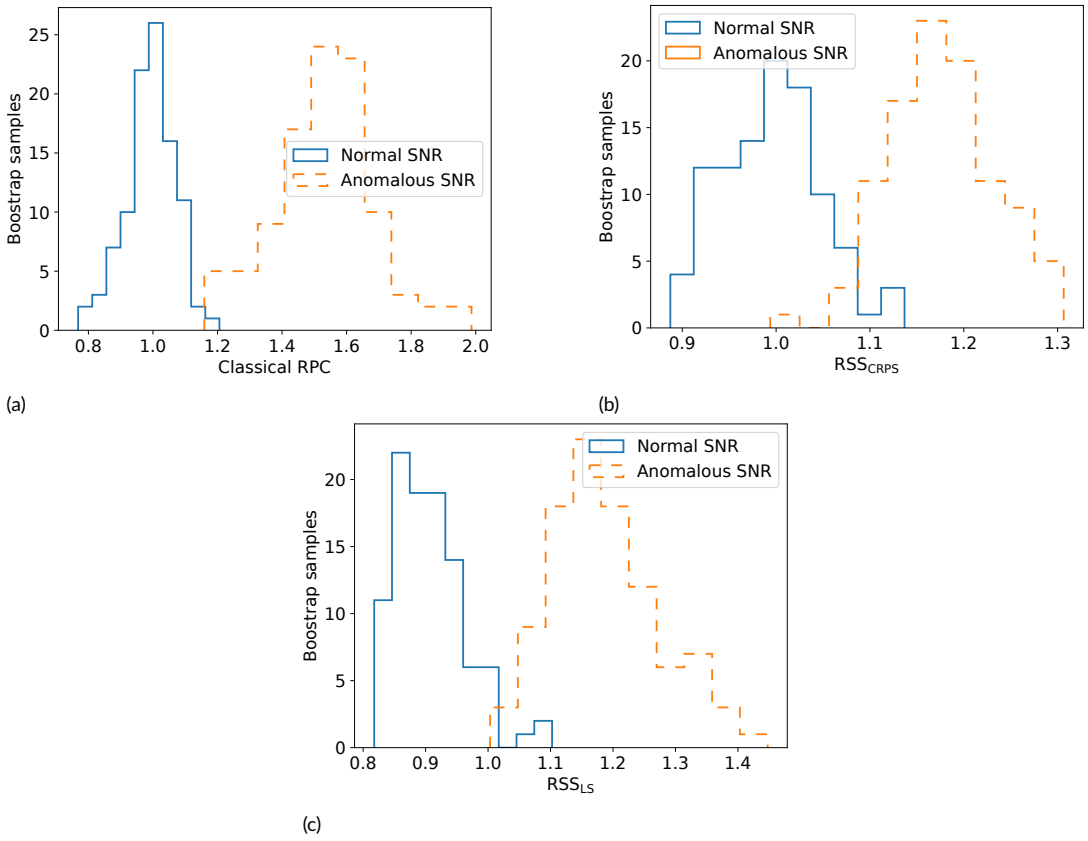 25
20
15
10
5
0
Boostrap samples
Normal SNR
Anomalous SNR
0.8 1.0 1.2 1.4 1.6 1.8 2.0
Classical RPC
(a)
20
15
10
5
0
Boostrap samples
Normal SNR
Anomalous SNR
0.9 1.0 1.1 1.2 1.3
RSS_CRPS
(b)
20
15
10
5
0
Boostrap samples
Normal SNR
Anomalous SNR
0.8 0.9 1.0 1.1 1.2 1.3 1.4
RSS_LS
(c)